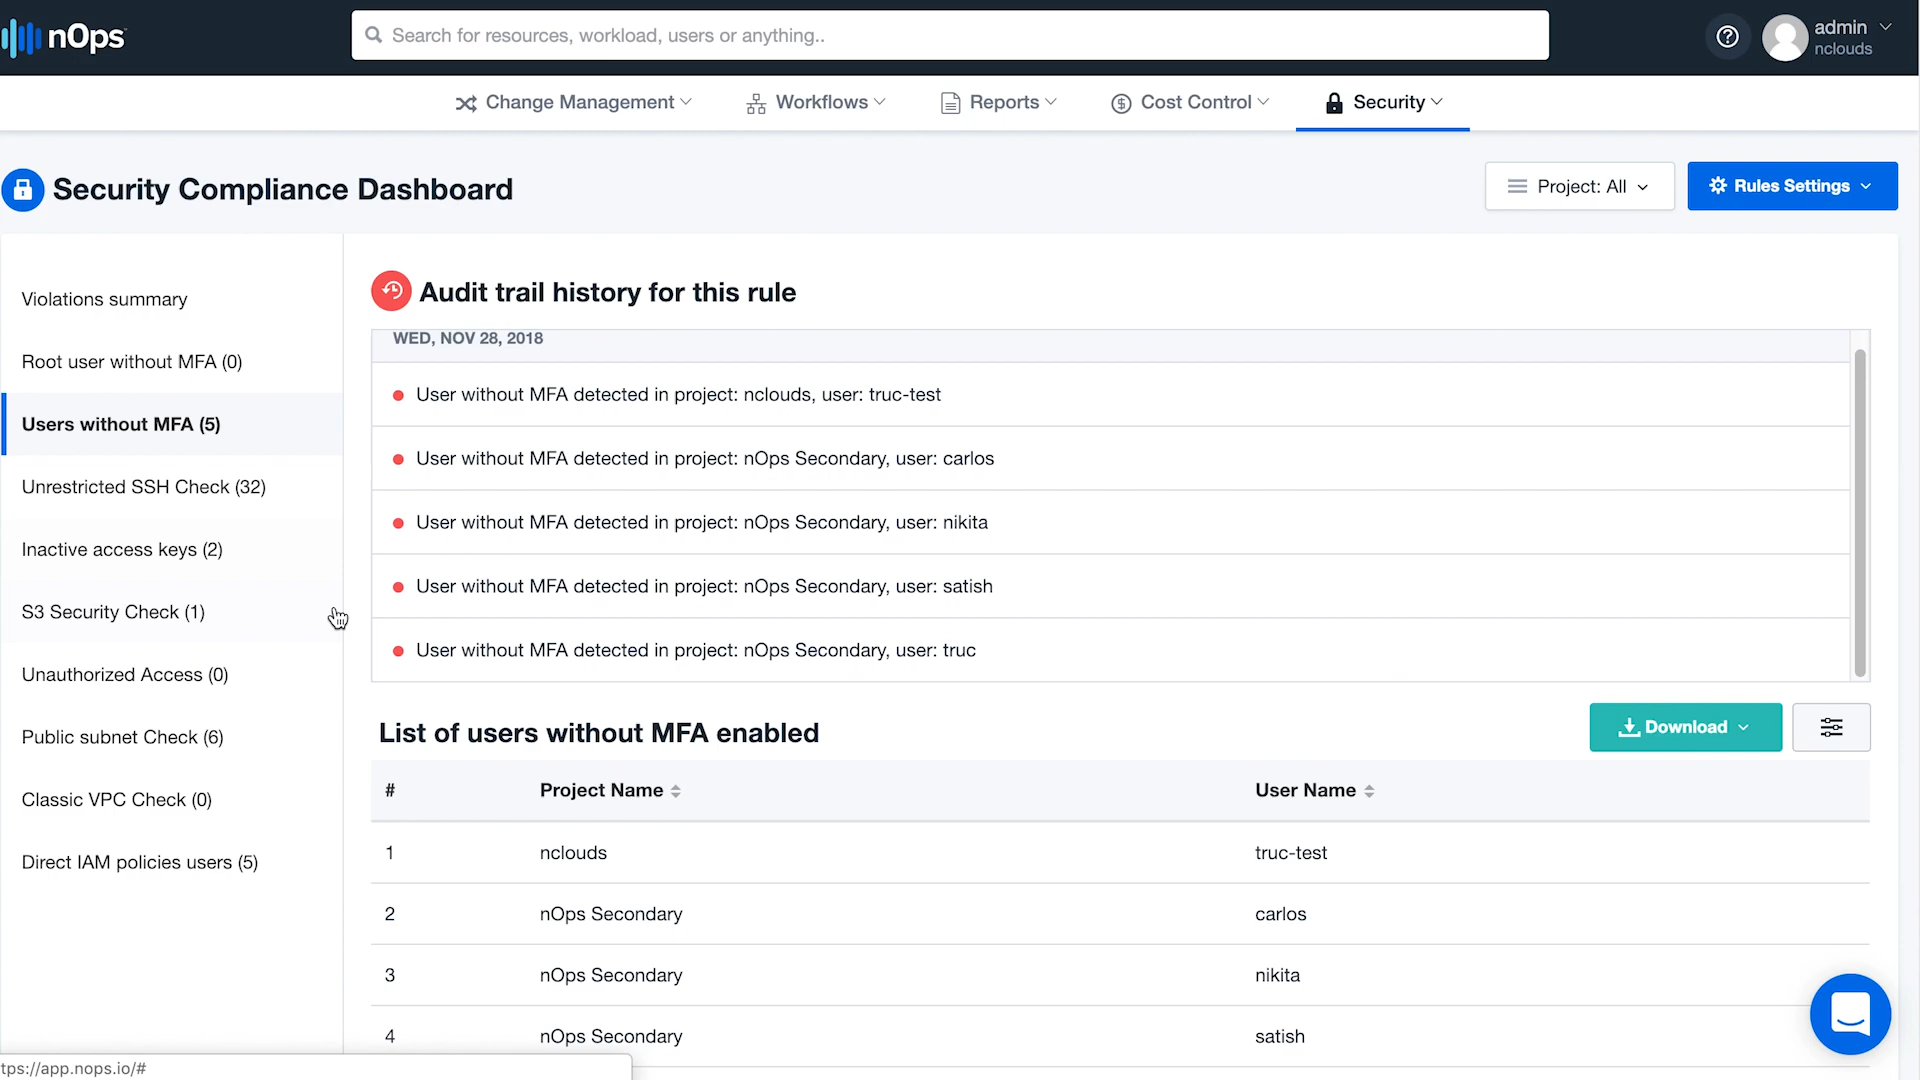 nOps
Search for resources, workload, users or anything..
admin
nclouds
Change Management
Workflows
Reports
Cost Control
Security
Security Compliance Dashboard
Project: All
Rules Settings
Violations summary
Root user without MFA (0)
Users without MFA (5)
Unrestricted SSH Check (32)
Inactive access keys (2)
S3 Security Check (1)
Unauthorized Access (0)
Public subnet Check (6)
Classic VPC Check (0)
Direct IAM policies users (5)
Audit trail history for this rule
WED, NOV 28, 2018
User without MFA detected in project: nclouds, user: truc-test
User without MFA detected in project: nOps Secondary, user: carlos
User without MFA detected in project: nOps Secondary, user: nikita
User without MFA detected in project: nOps Secondary, user: satish
User without MFA detected in project: nOps Secondary, user: truc
List of users without MFA enabled
Download
# Project Name User Name
1 nclouds truc-test
2 nOps Secondary carlos
3 nOps Secondary nikita
4 nOps Secondary satish
tps://app.nops.io/#